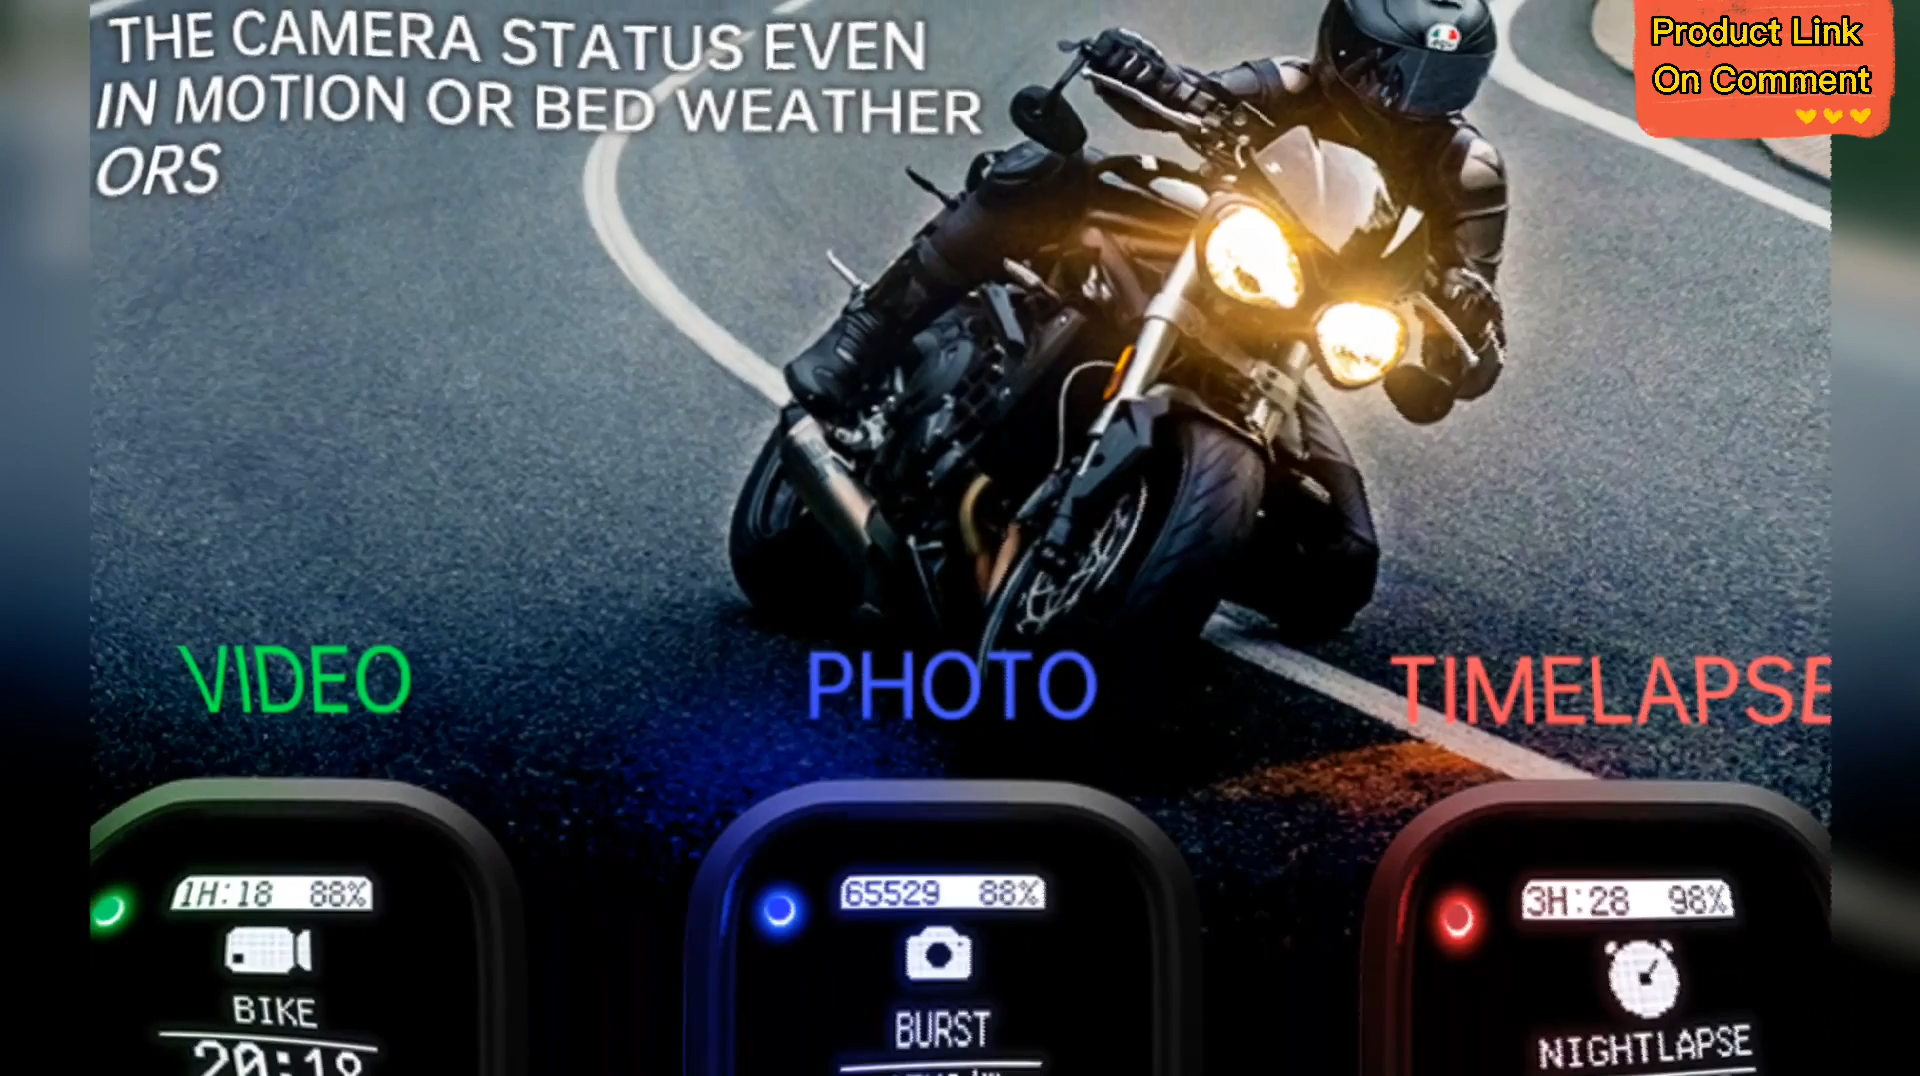 THE CAMERA STATUS EVEN
IN MOTION OR BED WEATHER
ORS
Product Link
On Comment
VIDEO
PHOTO
TIMELAPSE
1H:18 88%
BIKE
65529 88%
BURST
3H:28 98%
NIGHTLAPSE